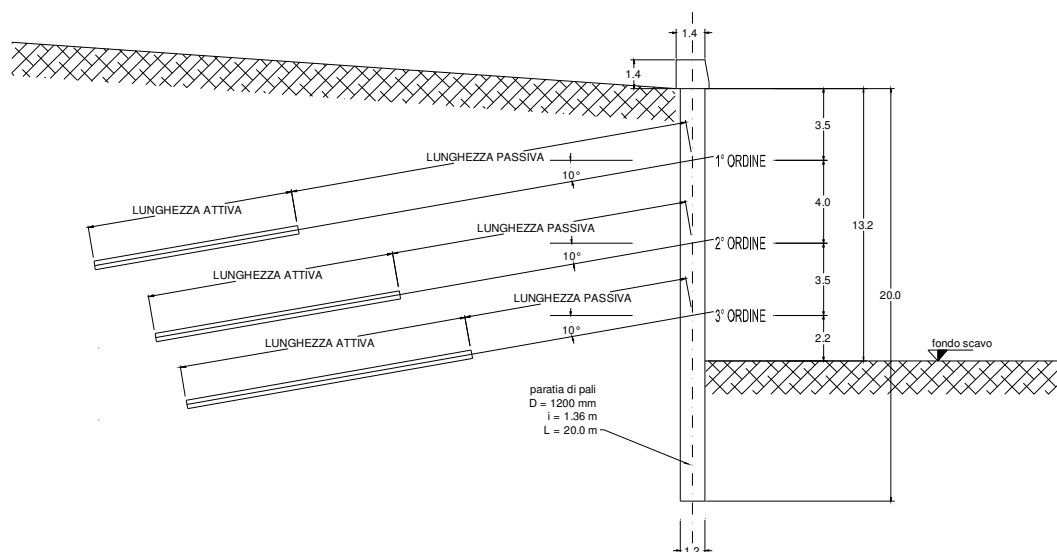 1.4
1.4
3.5
LUNGHEZZA PASSIVA
1° ORDINE
10°
LUNGHEZZA ATTIVA
4.0
13.2
LUNGHEZZA PASSIVA
2° ORDINE
10°
LUNGHEZZA ATTIVA
3.5
20.0
LUNGHEZZA PASSIVA
3° ORDINE
10°
LUNGHEZZA ATTIVA
2.2
fondo scavo
paratia di pali
D = 1200 mm
i = 1.36 m
L = 20.0 m
1.2